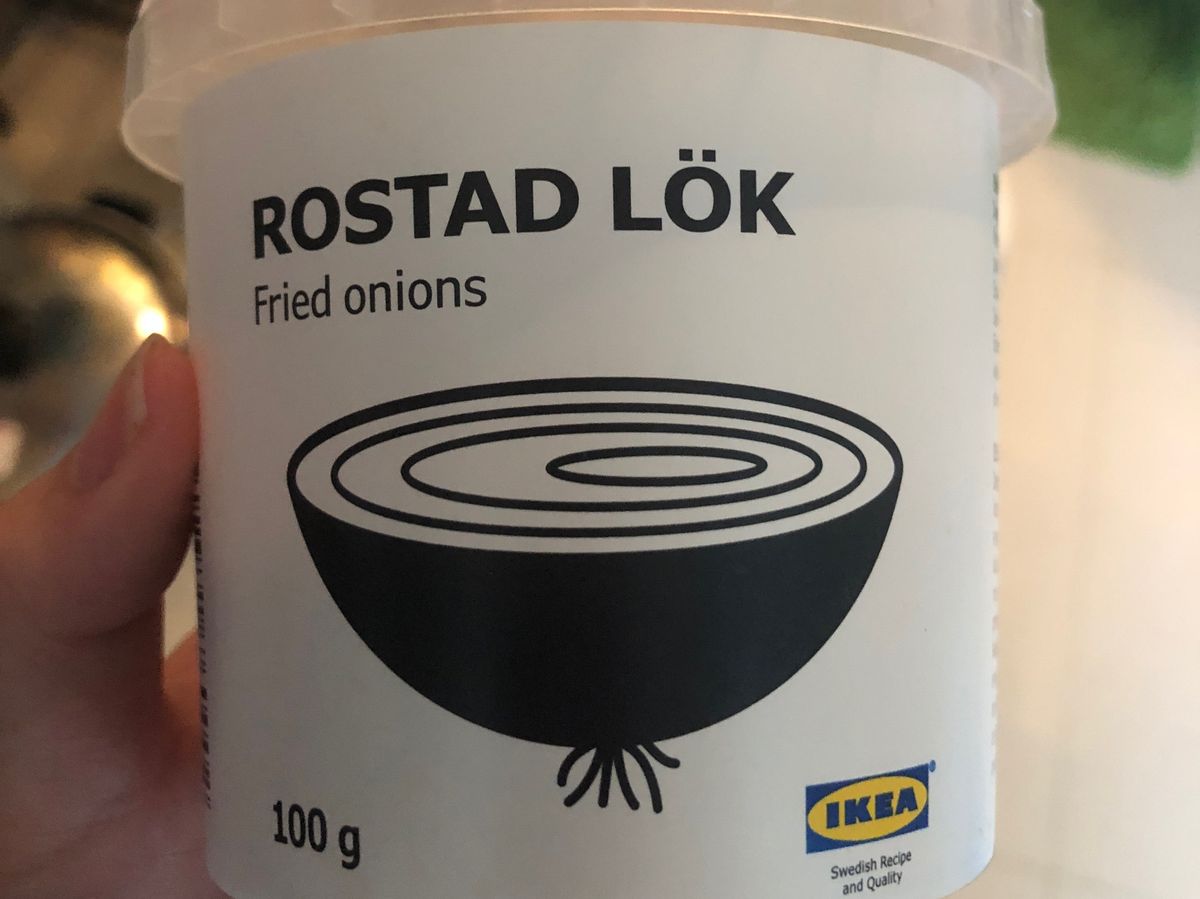 ROSTAD LÖK
Fried onions
100 g
IKEA
Swedish Recipe
and Quality